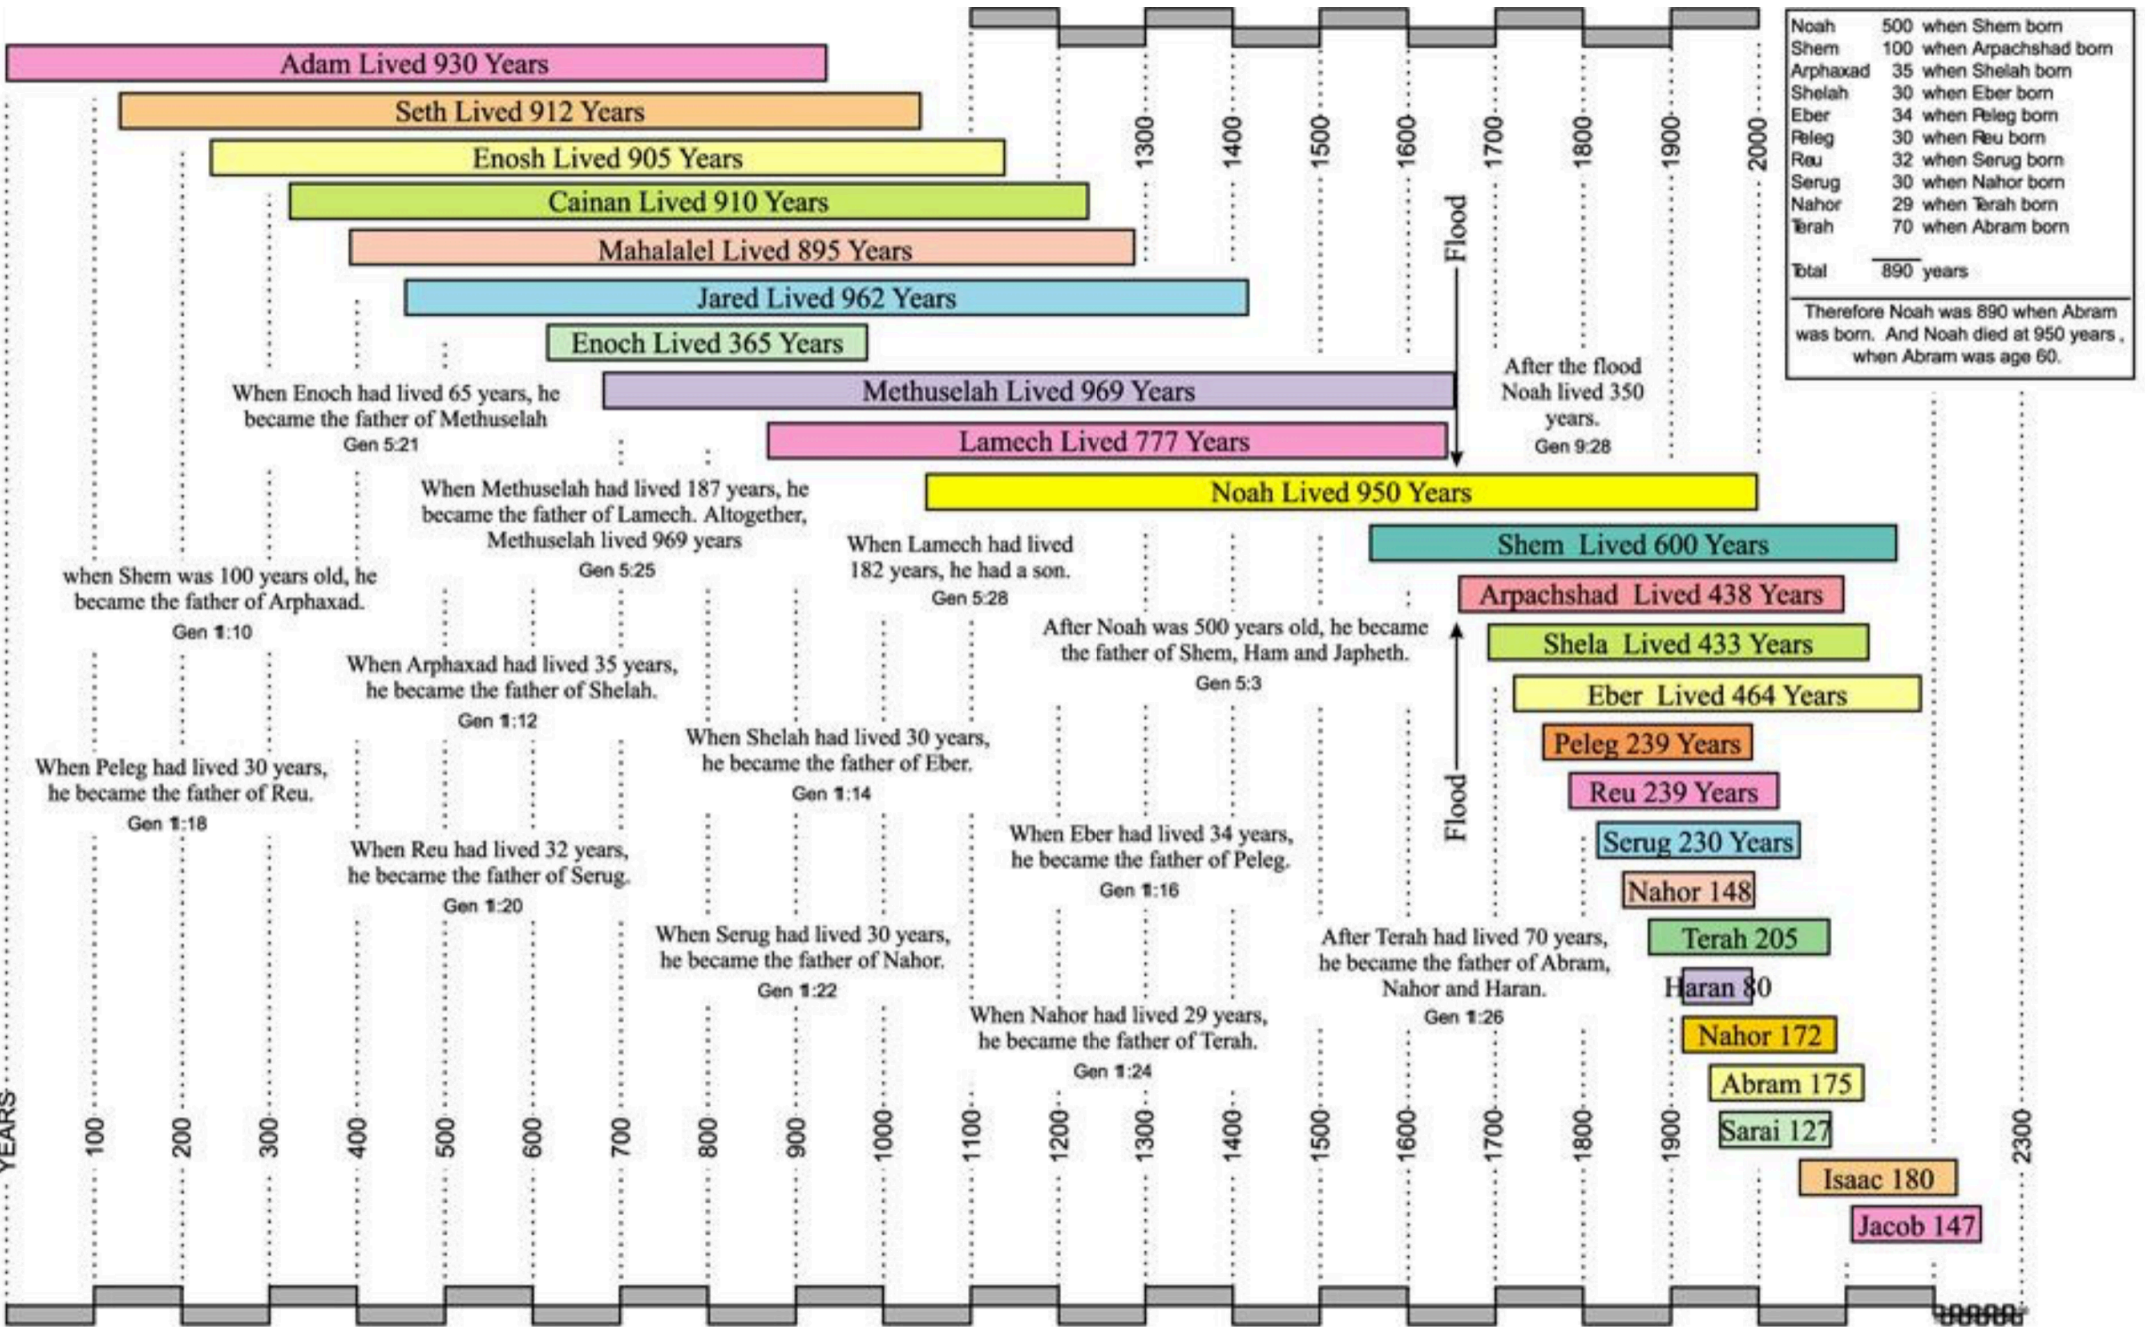 Adam Lived 930 Years
Seth Lived 912 Years
Enosh Lived 905 Years
Cainan Lived 910 Years
Mahalalel Lived 895 Years
Jared Lived 962 Years
Enoch Lived 365 Years
Methuselah Lived 969 Years
Lamech Lived 777 Years
Noah Lived 950 Years
Shem Lived 600 Years
Arpachshad Lived 438 Years
Shela Lived 433 Years
Eber Lived 464 Years
Peleg 239 Years
Reu 239 Years
Serug 230 Years
Nahor 148
Terah 205
Haran 80
Nahor 172
Abram 175
Sarai 127
Isaac 180
Jacob 147
1300
1400
1500
1600
1700
1800
1900
2000
Flood
Noah 500 when Shem born
Shem 100 when Arpachshad born
Arphaxad 35 when Shelah born
Shelah 30 when Eber born
Eber 34 when Peleg born
Peleg 30 when Reu born
Reu 32 when Serug born
Serug 30 when Nahor born
Nahor 29 when Terah born
Terah 70 when Abram born
Total 890 years
Therefore Noah was 890 when Abram
was born. And Noah died at 950 years ,
when Abram was age 60.
After the flood
Noah lived 350
years.
Gen 9:28
When Enoch had lived 65 years, he
became the father of Methuselah
Gen 5:21
When Methuselah had lived 187 years, he
became the father of Lamech. Altogether,
Methuselah lived 969 years
Gen 5:25
When Lamech had lived
182 years, he had a son.
Gen 5:28
when Shem was 100 years old, he
became the father of Arphaxad.
Gen 11:10
After Noah was 500 years old, he became
the father of Shem, Ham and Japheth.
Gen 5:3
When Arphaxad had lived 35 years,
he became the father of Shelah.
Gen 11:12
When Shelah had lived 30 years,
he became the father of Eber.
Gen 11:14
When Peleg had lived 30 years,
he became the father of Reu.
Gen 11:18
When Eber had lived 34 years,
he became the father of Peleg.
Gen 11:16
Flood
When Reu had lived 32 years,
he became the father of Serug.
Gen 11:20
When Serug had lived 30 years,
he became the father of Nahor.
Gen 11:22
After Terah had lived 70 years,
he became the father of Abram,
Nahor and Haran.
Gen 11:26
When Nahor had lived 29 years,
he became the father of Terah.
Gen 11:24
YEARS
100
200
300
400
500
600
700
800
900
1000
1100
1200
1300
1400
1500
1600
1700
1800
1900
2300